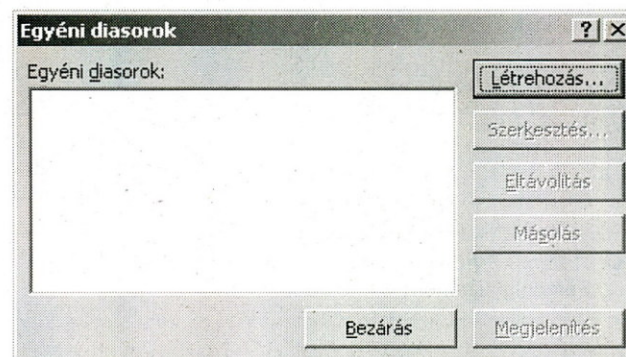 Egyéni diasorok
Egyéni diasorok:
Létrehozás...
Szerkesztés...
Eltávolítás
Másolás
Bezárás
Megjelenítés